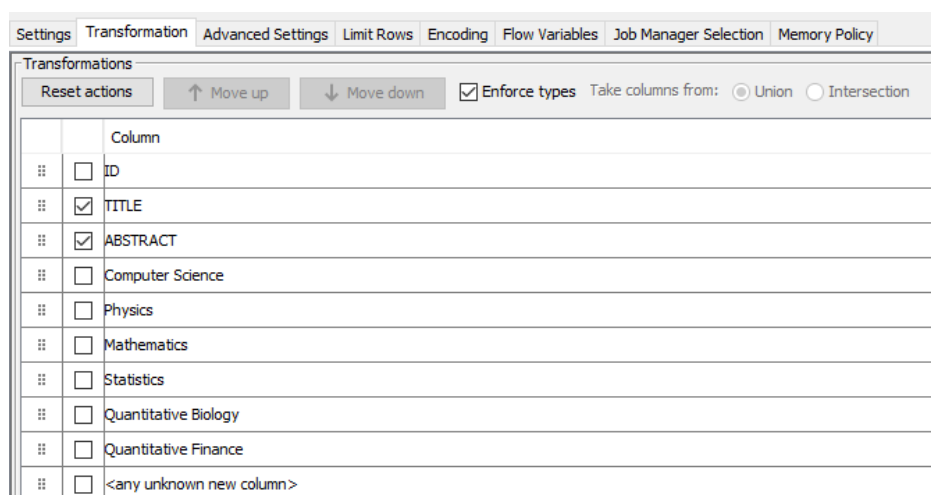 Settings Transformation Advanced Settings Limit Rows Encoding Flow Variables Job Manager Selection Memory Policy
Transformations
Reset actions Move up Move down Enforce types Take columns from: Union Intersection
Column
ID
TITLE
ABSTRACT
Computer Science
Physics
Mathematics
Statistics
Quantitative Biology
Quantitative Finance
<any unknown new column>